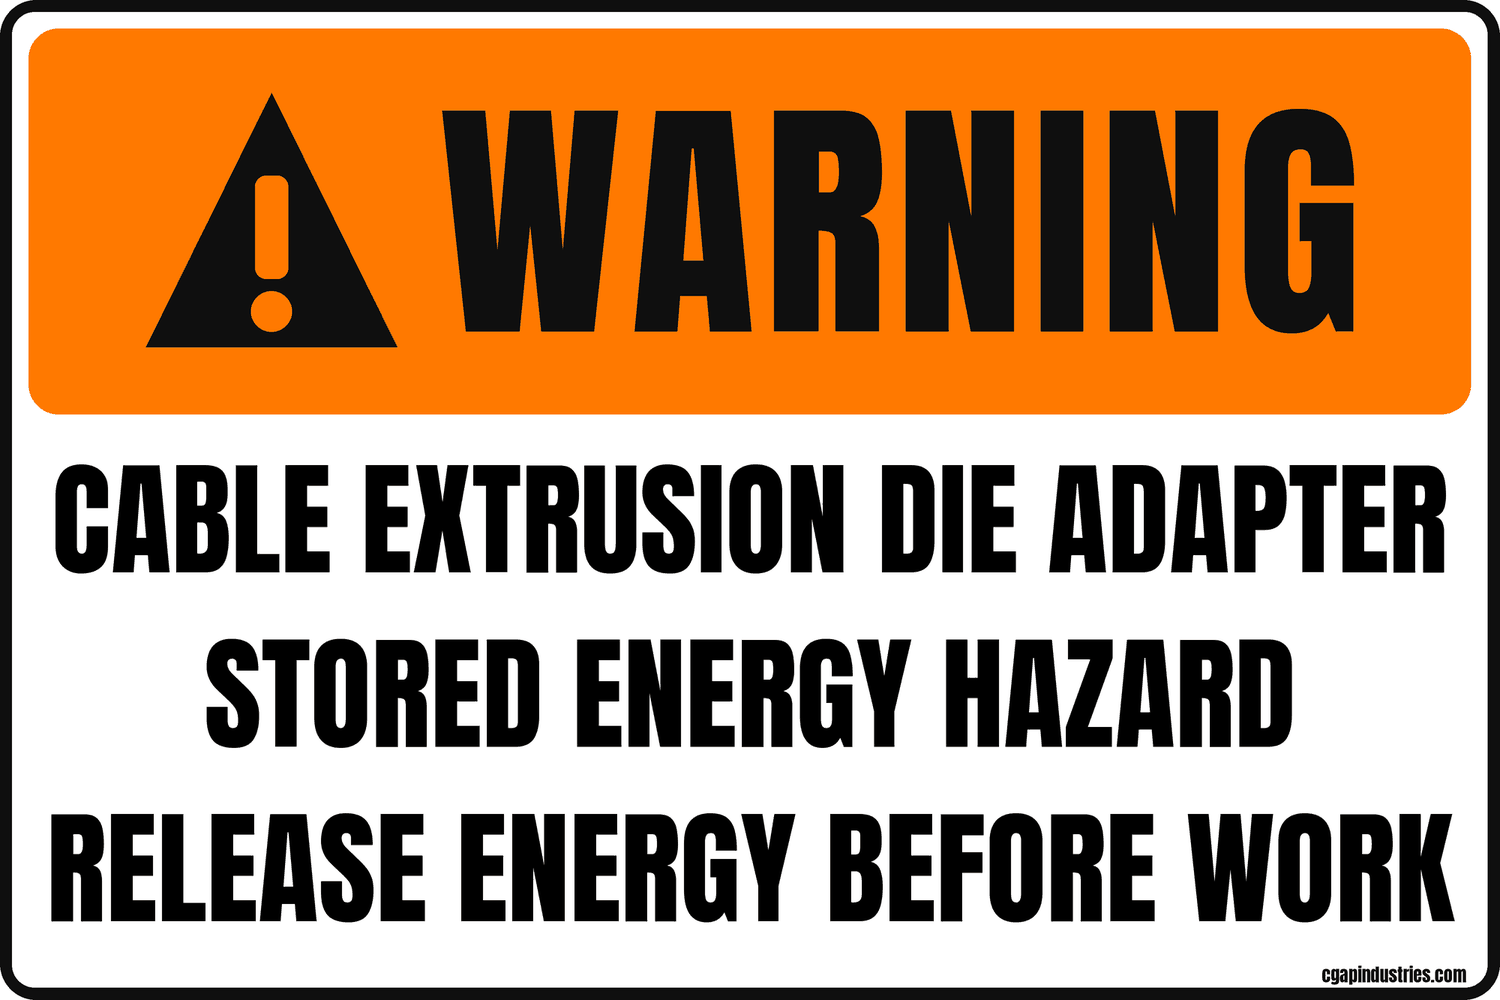 WARNING
CABLE EXTRUSION DIE ADAPTER
STORED ENERGY HAZARD
RELEASE ENERGY BEFORE WORK
cgapindustries.com